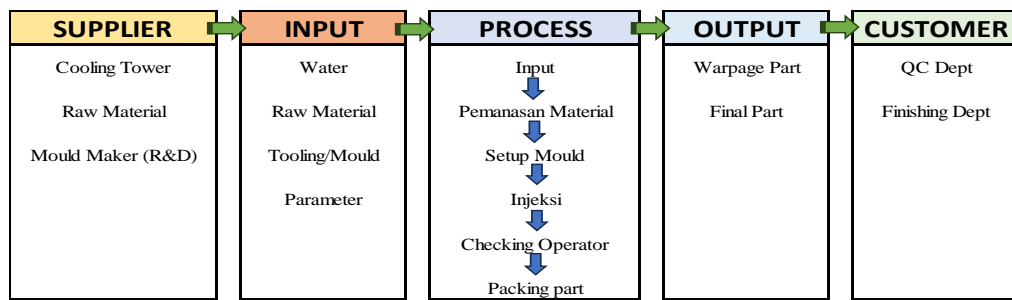 SUPPLIER
Cooling Tower
Raw Material
Mould Maker (R&D)
INPUT
Water
Raw Material
Tooling/Mould
Parameter
PROCESS
Input
Pemanasan Material
Setup Mould
Injeksi
Checking Operator
Packing part
OUTPUT
Warpage Part
Final Part
CUSTOMER
QC Dept
Finishing Dept